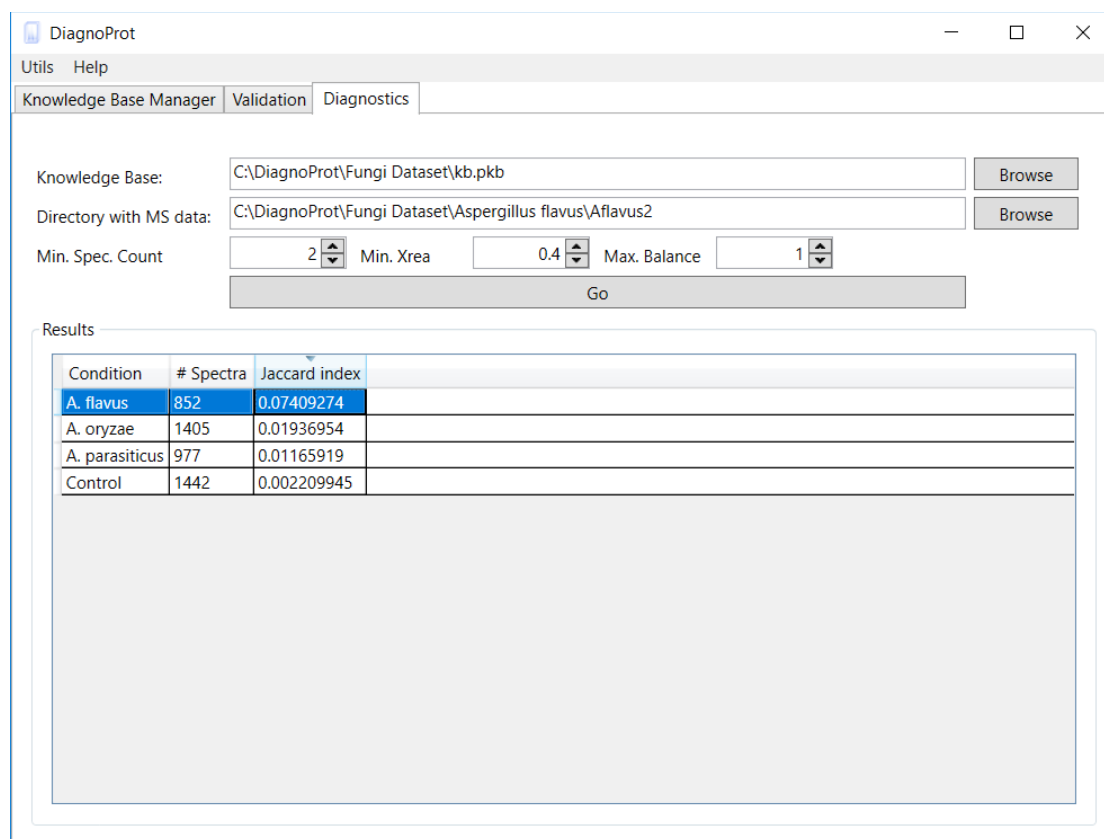 DiagnoProt
Utils Help
Knowledge Base Manager Validation Diagnostics
Knowledge Base: C:\DiagnoProt\Fungi Dataset\kb.pkb Browse
Directory with MS data: C:\DiagnoProt\Fungi Dataset\Aspergillus flavus\Aflavus2 Browse
Min. Spec. Count 2 Min. Xrea 0.4 Max. Balance 1
Go
Results
Condition # Spectra Jaccard index
A. flavus 852 0.07409274
A. oryzae 1405 0.01936954
A. parasiticus 977 0.01165919
Control 1442 0.002209945